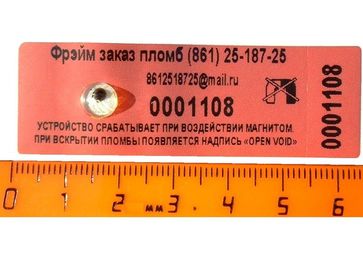 Фрэйм заказ пломб (861) 25-187-25
8612518725@mail.ru
0001108
0001108
УСТРОЙСТВО СРАБАТЫВАЕТ ПРИ ВОЗДЕЙСТВИИ МАГНИТОМ.
ПРИ ВСКРЫТИИ ПЛОМБЫ ПОЯВЛЯЕТСЯ НАДПИСЬ «OPEN VOID»
0 1 2 мм 3 4 5 6